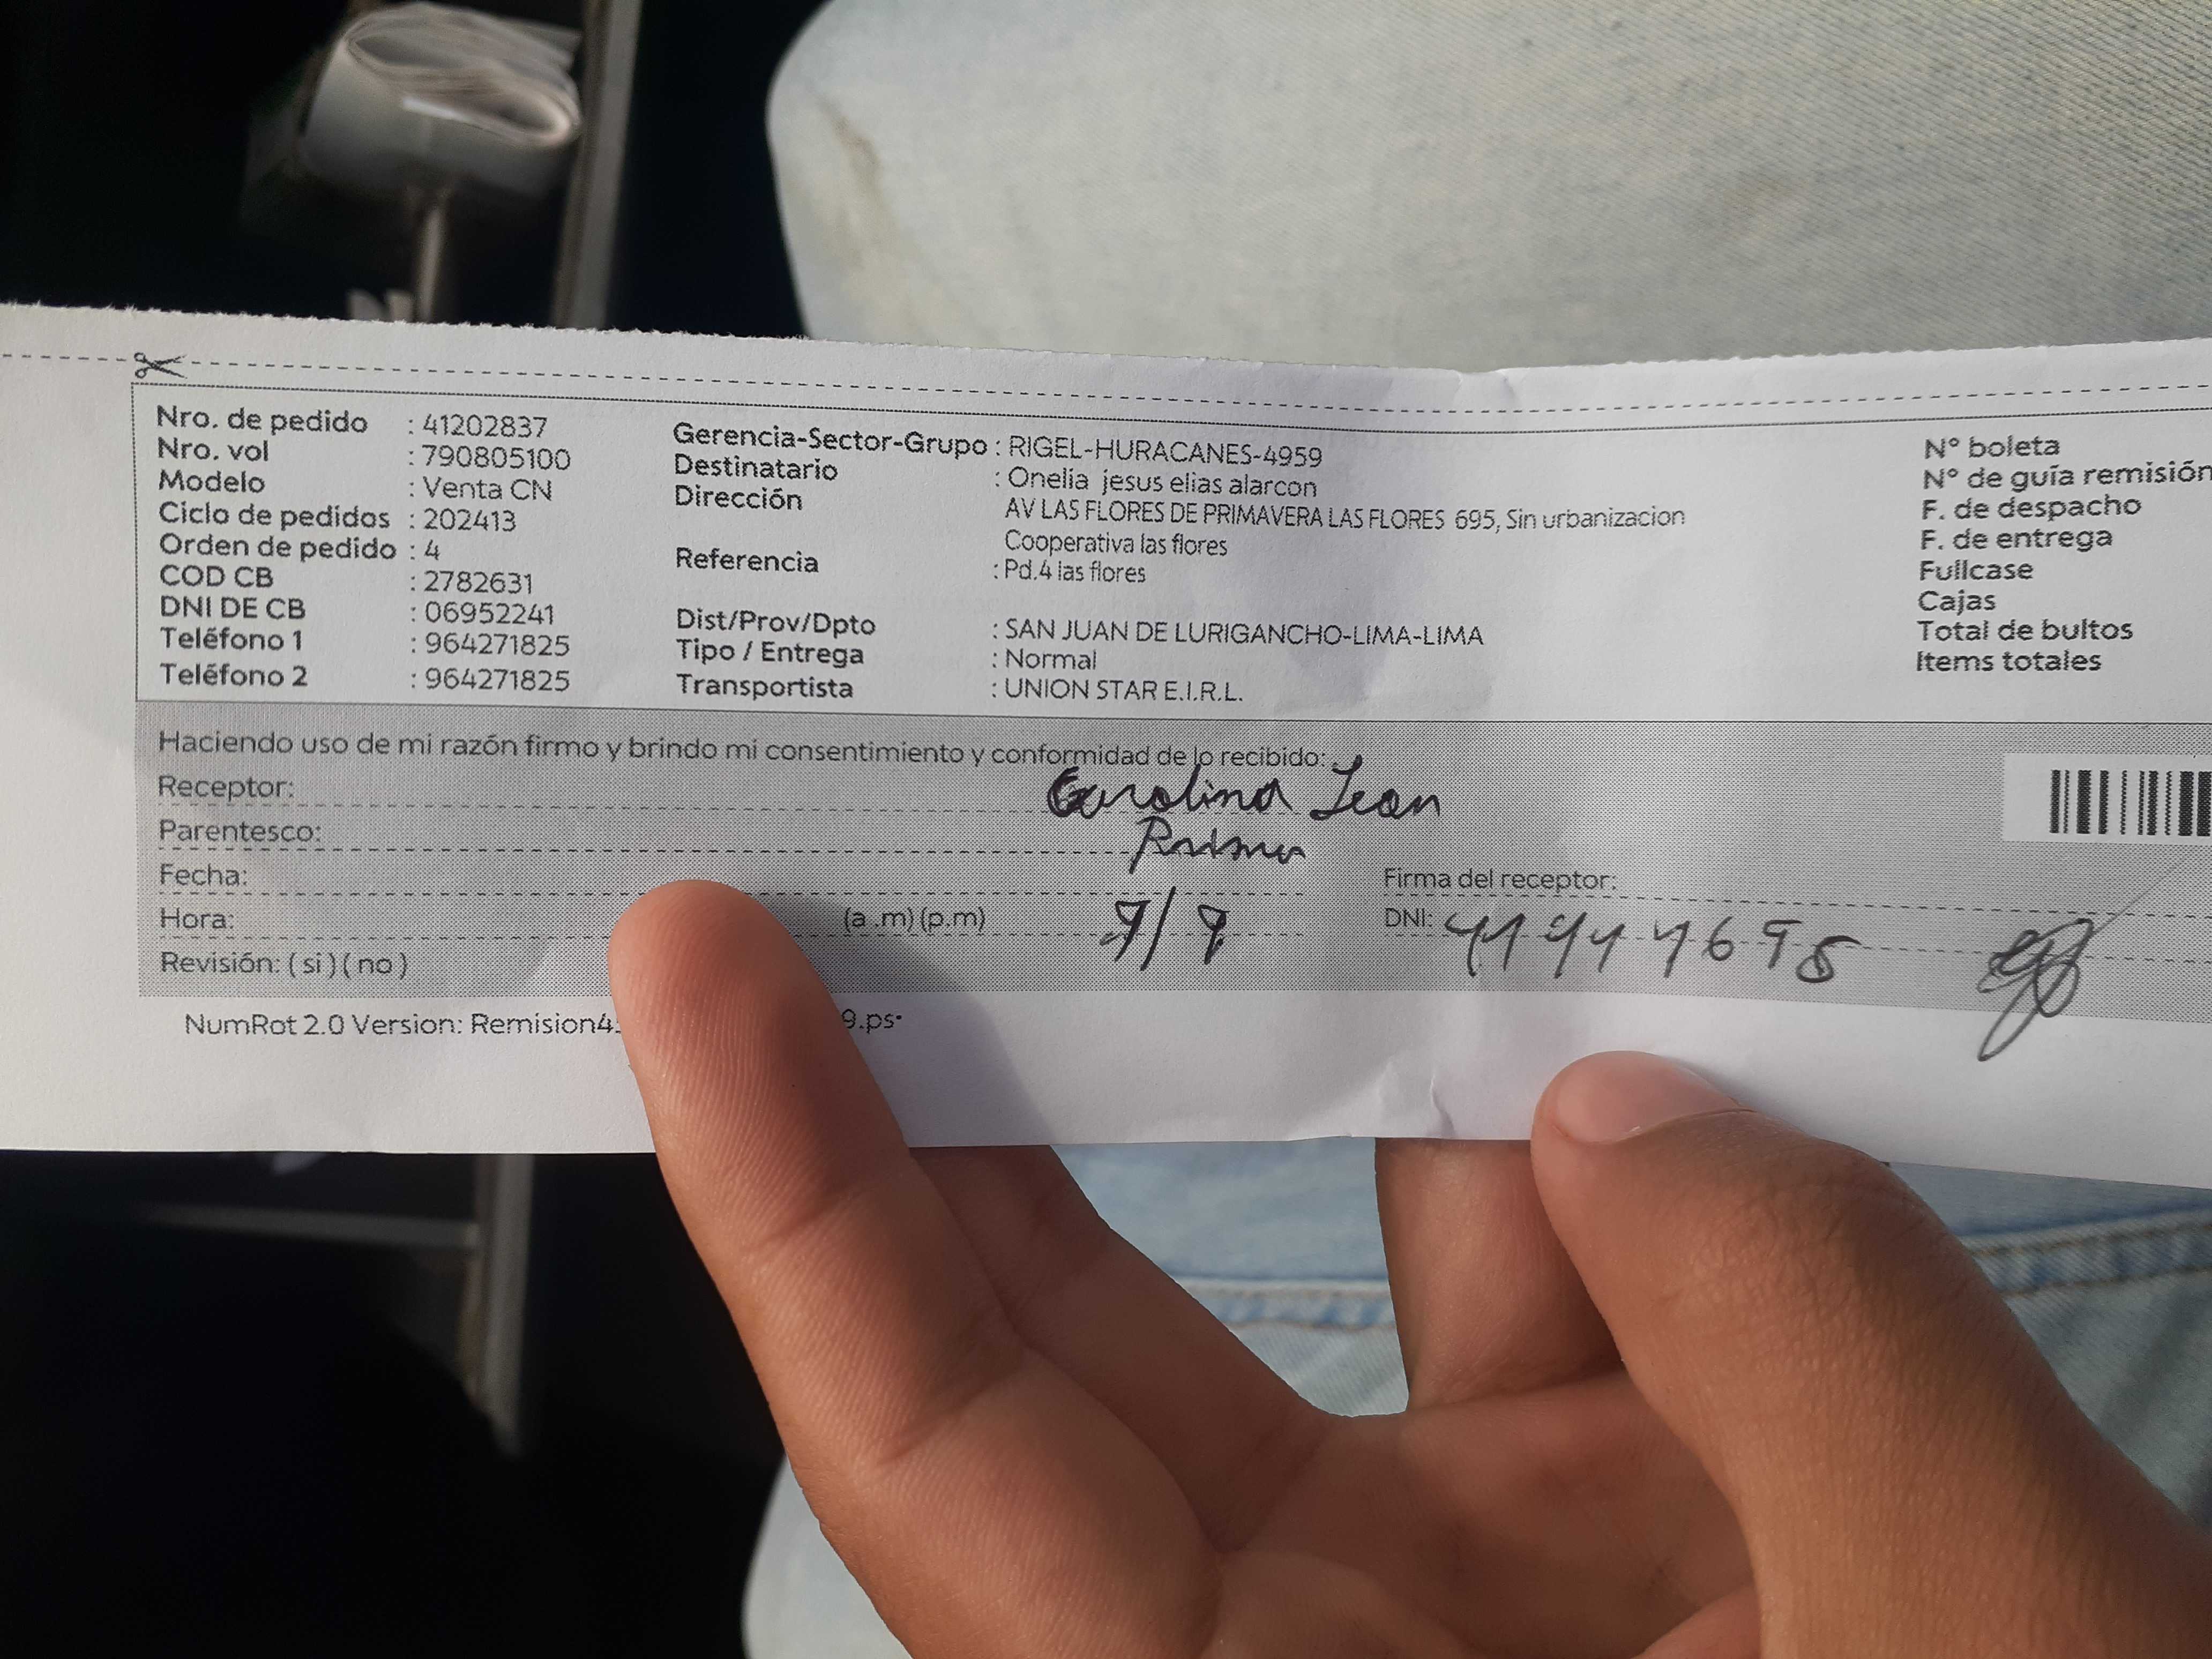 Nro. de pedido : 41202837
Nro. vol : 790805100
Modelo : Venta CN
Ciclo de pedidos : 202413
Orden de pedido : 4
COD CB : 2782631
DNI DE CB : 06952241
Teléfono 1 : 964271825
Teléfono 2 : 964271825
Gerencia-Sector-Grupo : RIGEL-HURACANES-4959
Destinatario : Onelia jesus elias alarcon
Dirección AV LAS FLORES DE PRIMAVERA LAS FLORES 695, Sin urbanizacion
Cooperativa las flores
Referencia : Pd.4 las flores
Dist/Prov/Dpto : SAN JUAN DE LURIGANCHO-LIMA-LIMA
Tipo / Entrega : Normal
Transportista : UNION STAR E.I.R.L.
N° boleta
N° de guía remisión
F. de despacho
F. de entrega
Fullcase
Cajas
Total de bultos
Items totales
Haciendo uso de mi razón firmo y brindo mi consentimiento y conformidad de lo recibido:
Receptor: Carolina Leon
Parentesco: Prima
Fecha:
Firma del receptor:
Hora: (a .m) (p.m)
DNI:
Revisión: ( si ) ( no )
NumRot 2.0 Version: Remision4 9.ps